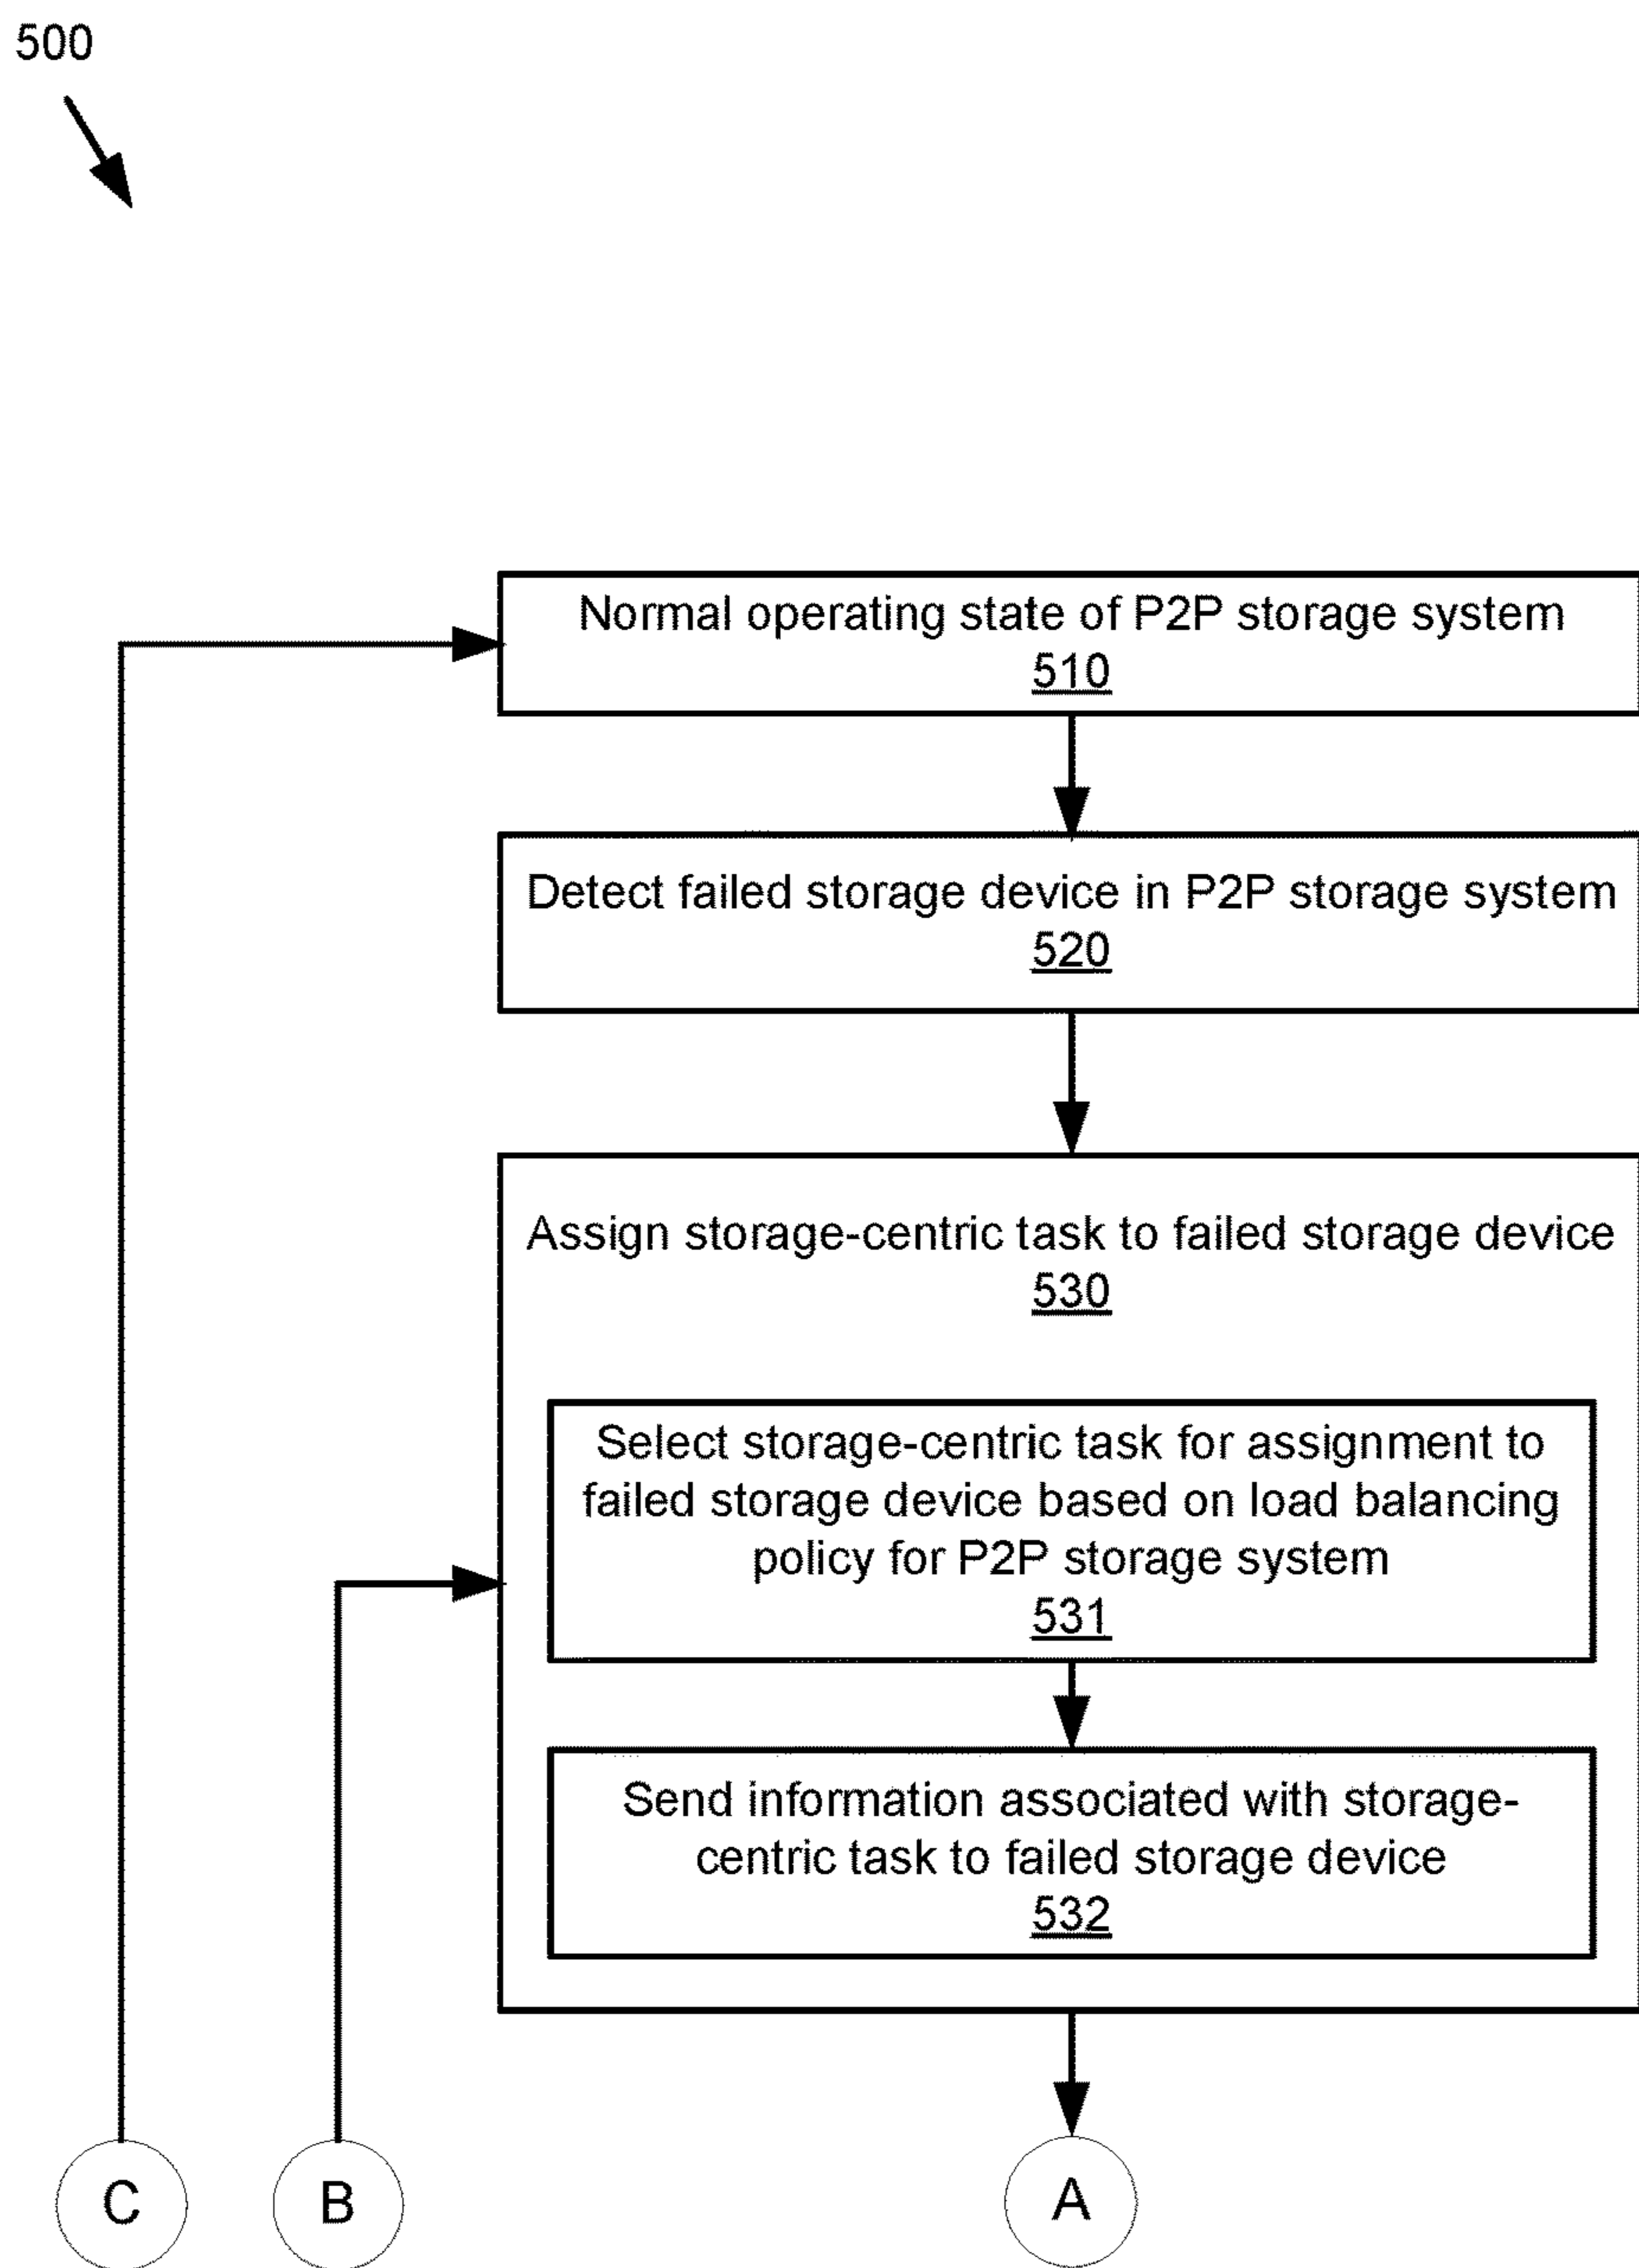 500
Normal operating state of P2P storage system
510
Detect failed storage device in P2P storage system
520
Assign storage-centric task to failed storage device
530
Select storage-centric task for assignment to
failed storage device based on load balancing
policy for P2P storage system
531
Send information associated with storage-
centric task to failed storage device
532
C
B
A